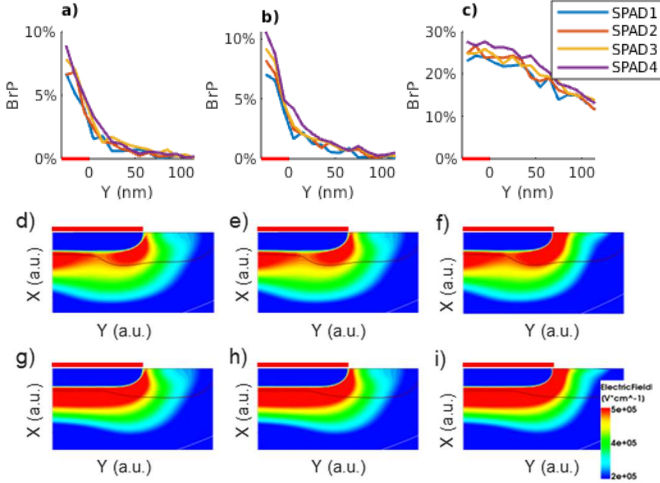 a)
b)
c)
SPAD1
SPAD2
SPAD3
SPAD4
10%
5%
0%
BrP
0
50
100
Y (nm)
10%
5%
0%
BrP
0
50
100
Y (nm)
30%
20%
10%
0%
BrP
0
50
100
Y (nm)
d)
X (a.u.)
Y (a.u.)
e)
X (a.u.)
Y (a.u.)
f)
X (a.u.)
Y (a.u.)
g)
X (a.u.)
Y (a.u.)
h)
X (a.u.)
Y (a.u.)
i)
X (a.u.)
Y (a.u.)
ElectricField
(V*cm^-1)
5e+05
4e+05
2e+05